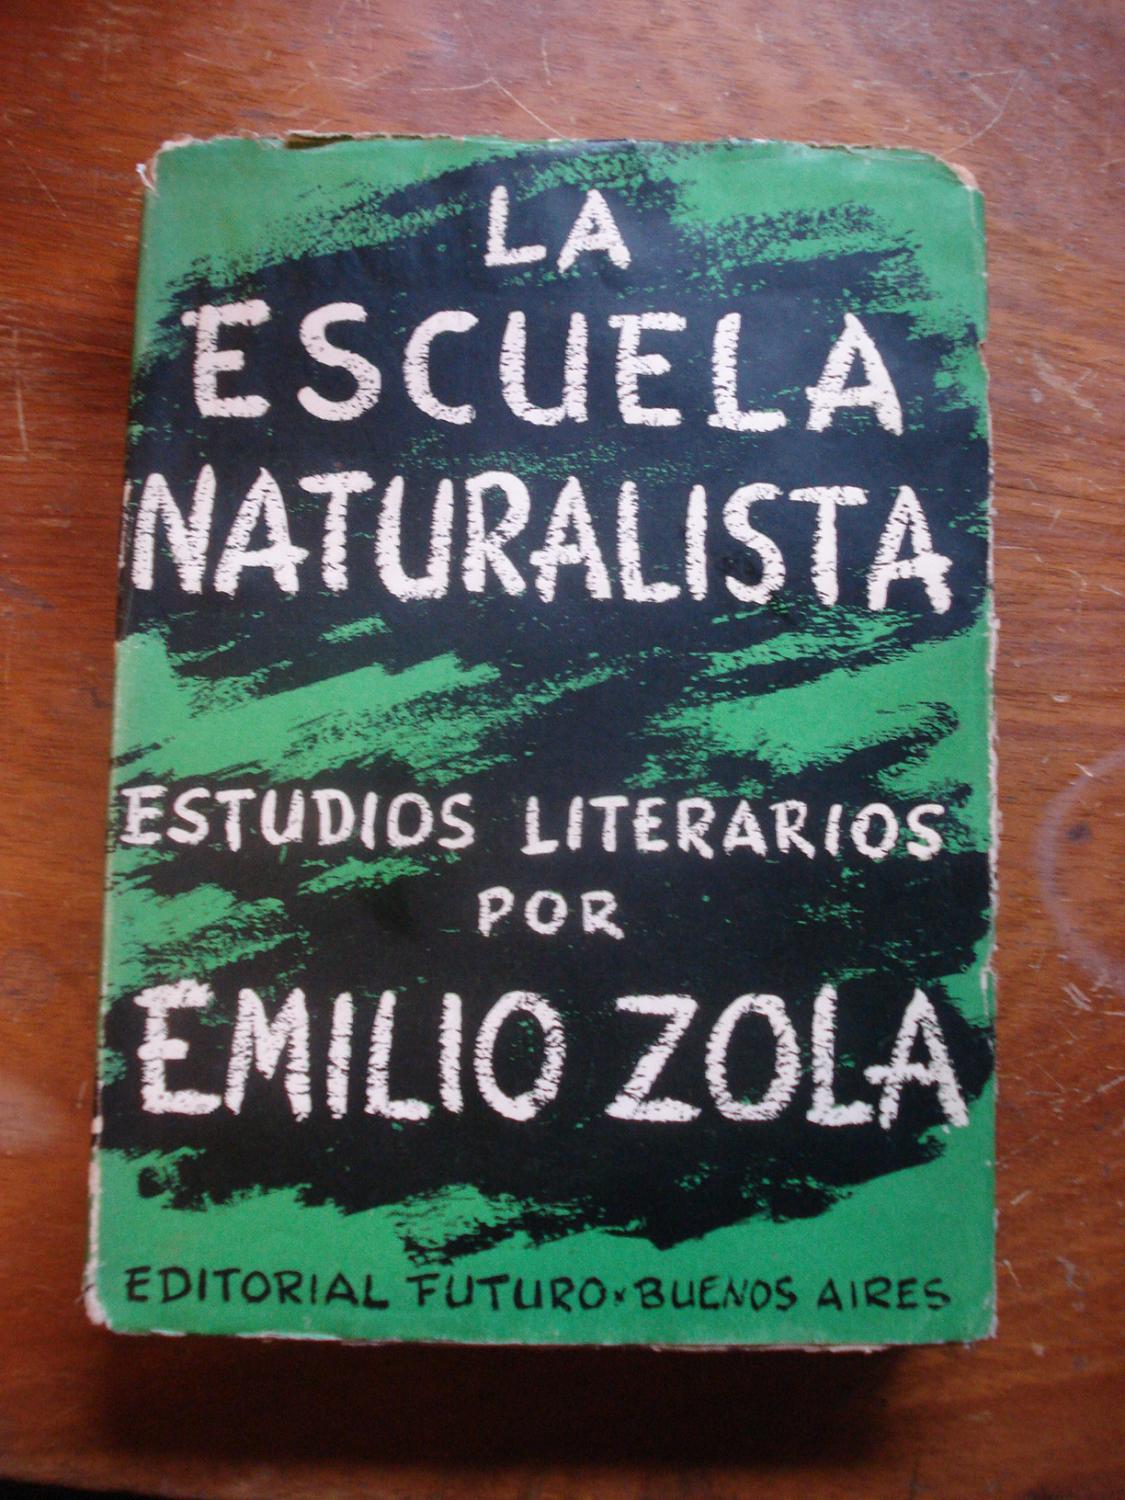 LA
ESCUELA
NATURALISTA
ESTUDIOS LITERARIOS
POR
EMILIO ZOLA
EDITORIAL FUTURO x BUENOS AIRES